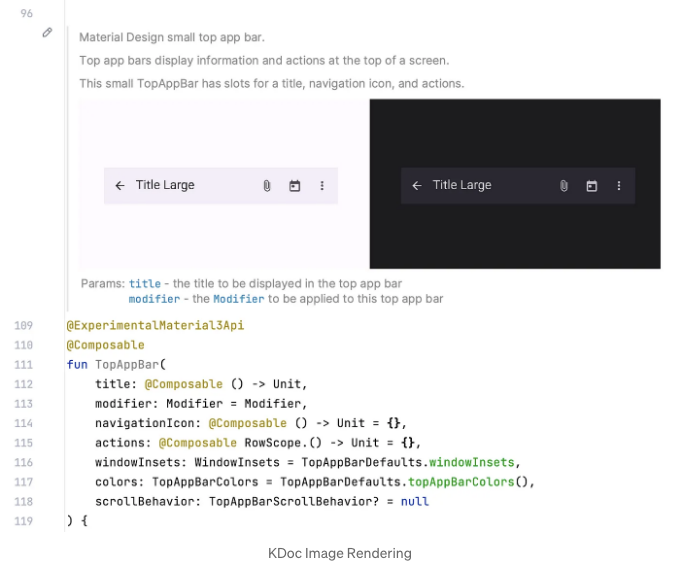 96
Material Design small top app bar.
Top app bars display information and actions at the top of a screen.
This small TopAppBar has slots for a title, navigation icon, and actions.
Title Large
Title Large
Params: title - the title to be displayed in the top app bar
modifier - the Modifier to be applied to this top app bar
109 @ExperimentalMaterial3Api
110 @Composable
111 fun TopAppBar(
112 title: @Composable () -> Unit,
113 modifier: Modifier = Modifier,
114 navigationIcon: @Composable () -> Unit = {},
115 actions: @Composable RowScope.() -> Unit = {},
116 windowInsets: WindowInsets = TopAppBarDefaults.windowInsets,
117 colors: TopAppBarColors = TopAppBarDefaults.topAppBarColors(),
118 scrollBehavior: TopAppBarScrollBehavior? = null
119 ) {
KDoc Image Rendering